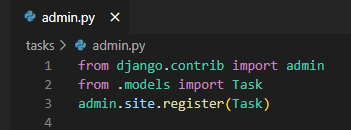 admin.py
tasks > admin.py
1 from django.contrib import admin
2 from .models import Task
3 admin.site.register(Task)
4